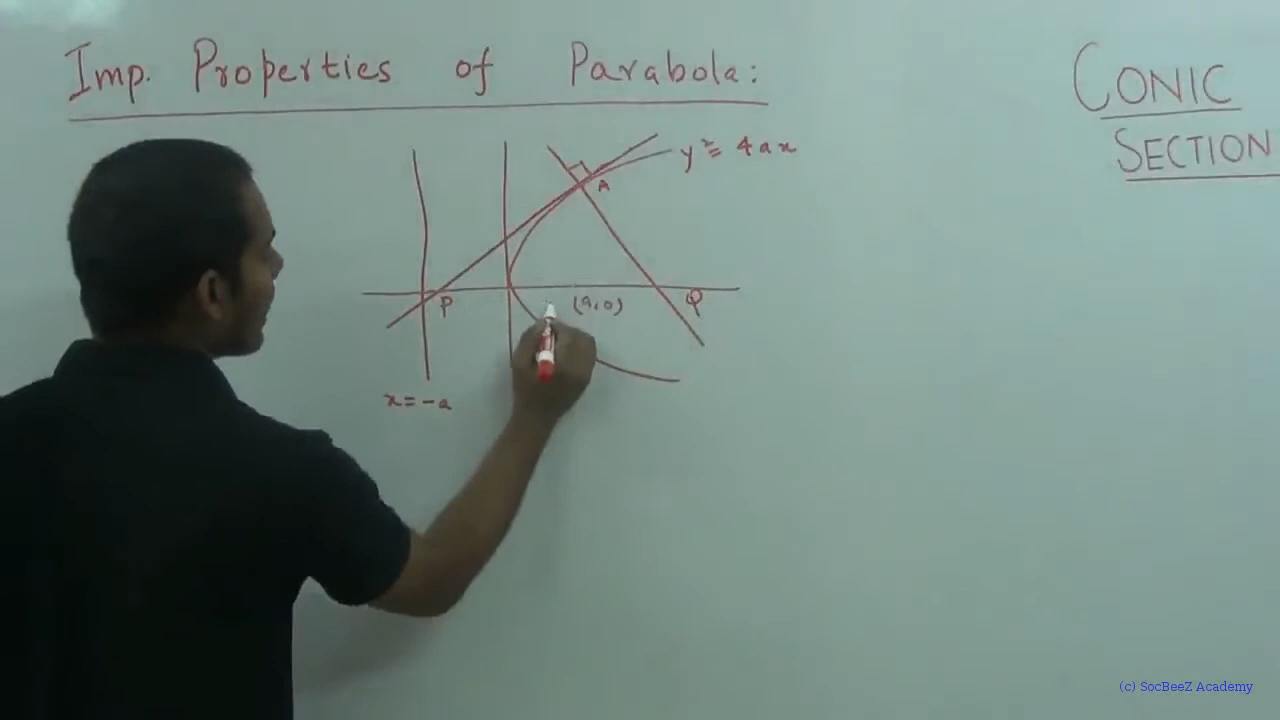 Imp. Properties of Parabola:
CONIC
SECTION
y² = 4ax
A
P
(a,0)
Q
x = -a
(c) SocBeeZ Academy